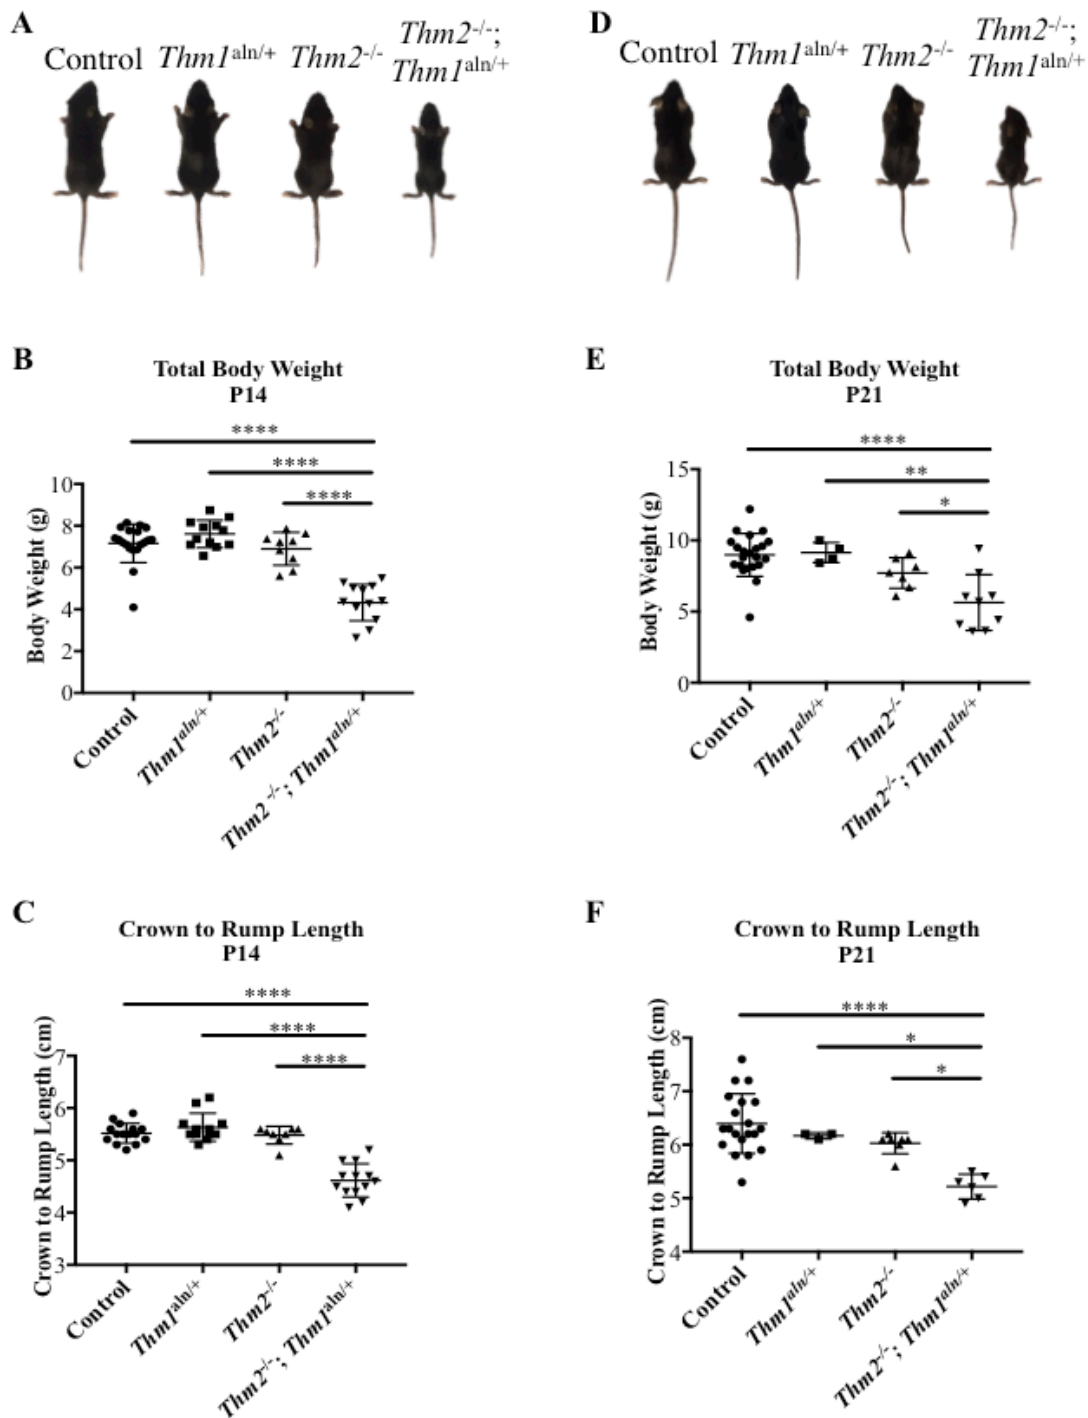 A
Control
Thm1aln/+
Thm2-/-
Thm2-/-;
Thm1aln/+
D
Control
Thm1aln/+
Thm2-/-
Thm2-/-;
Thm1aln/+
B
Total Body Weight
P14
****
****
****
Body Weight (g)
10
8
6
4
2
0
Control
Thm1aln/+
Thm2-/-
Thm2-/-; Thm1aln/+
E
Total Body Weight
P21
****
**
*
Body Weight (g)
15
10
5
0
Control
Thm1aln/+
Thm2-/-
Thm2-/-; Thm1aln/+
C
Crown to Rump Length
P14
****
****
****
Crown to Rump Length (cm)
7
6
5
4
3
Control
Thm1aln/+
Thm2-/-
Thm2-/-; Thm1aln/+
F
Crown to Rump Length
P21
****
*
*
Crown to Rump Length (cm)
8
7
6
5
4
Control
Thm1aln/+
Thm2-/-
Thm2-/-; Thm1aln/+